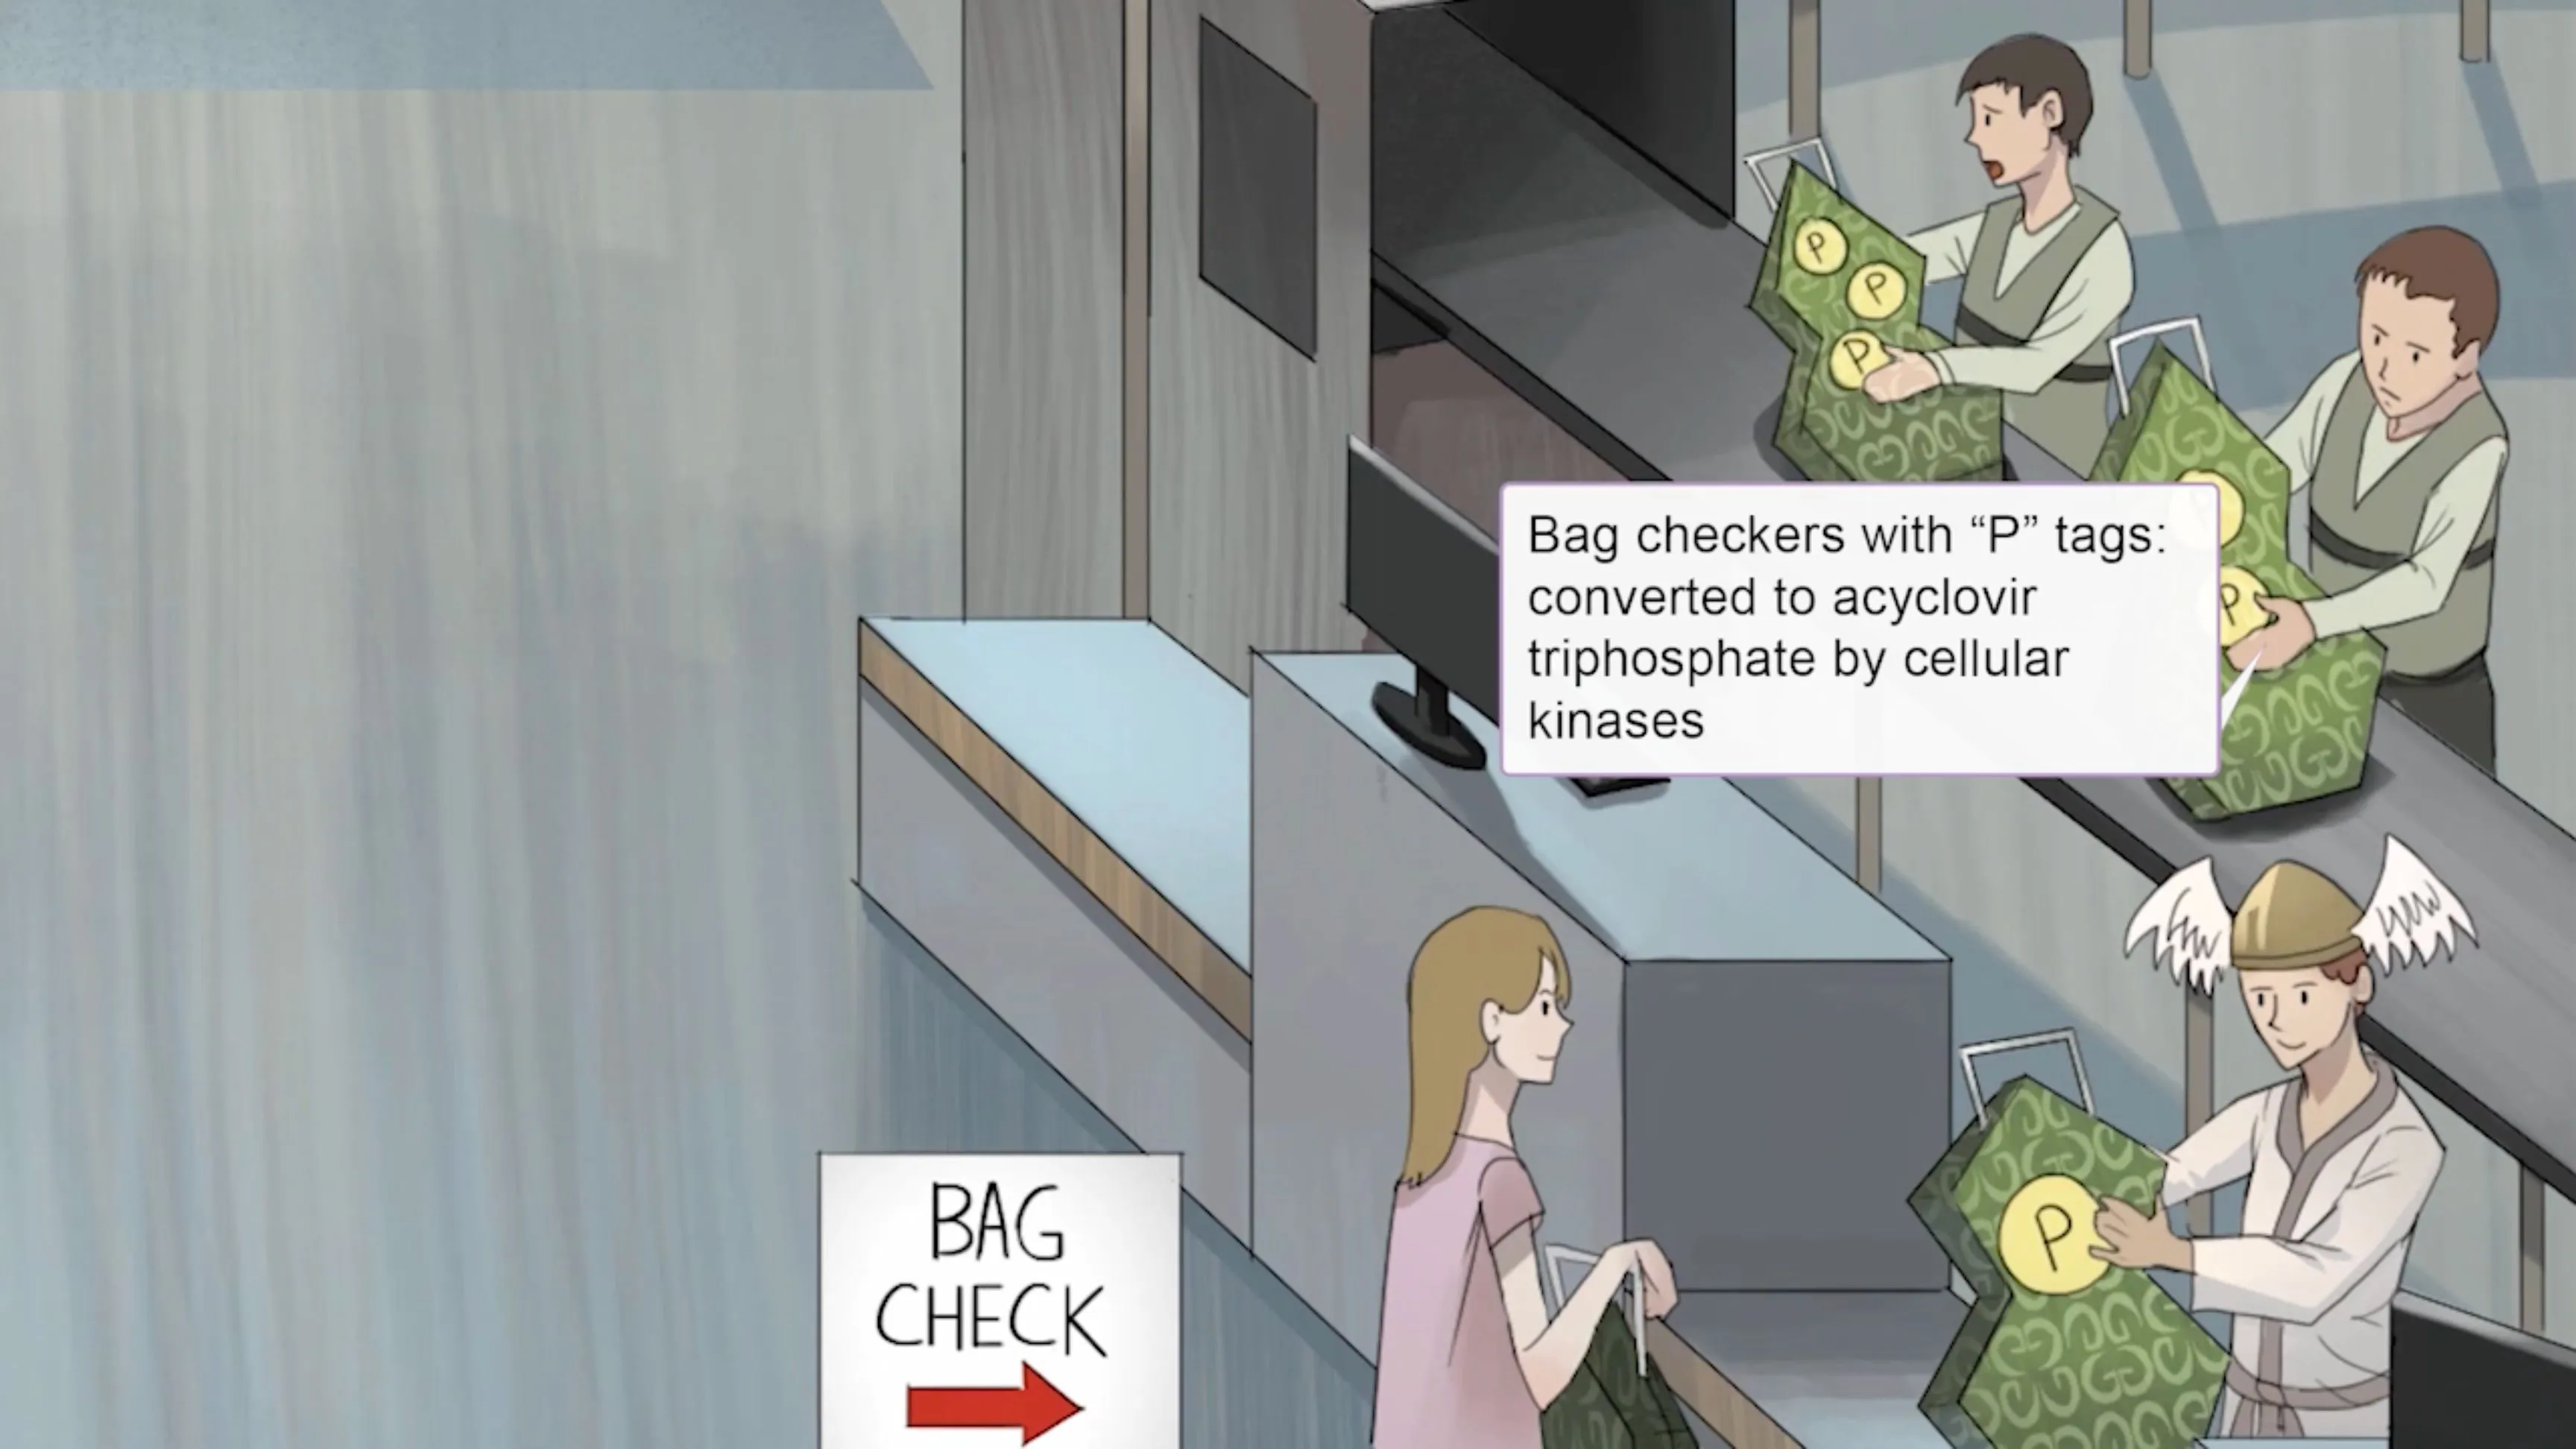 P
P
P
Bag checkers with “P” tags:
converted to acyclovir
triphosphate by cellular
kinases
P
P
BAG
CHECK